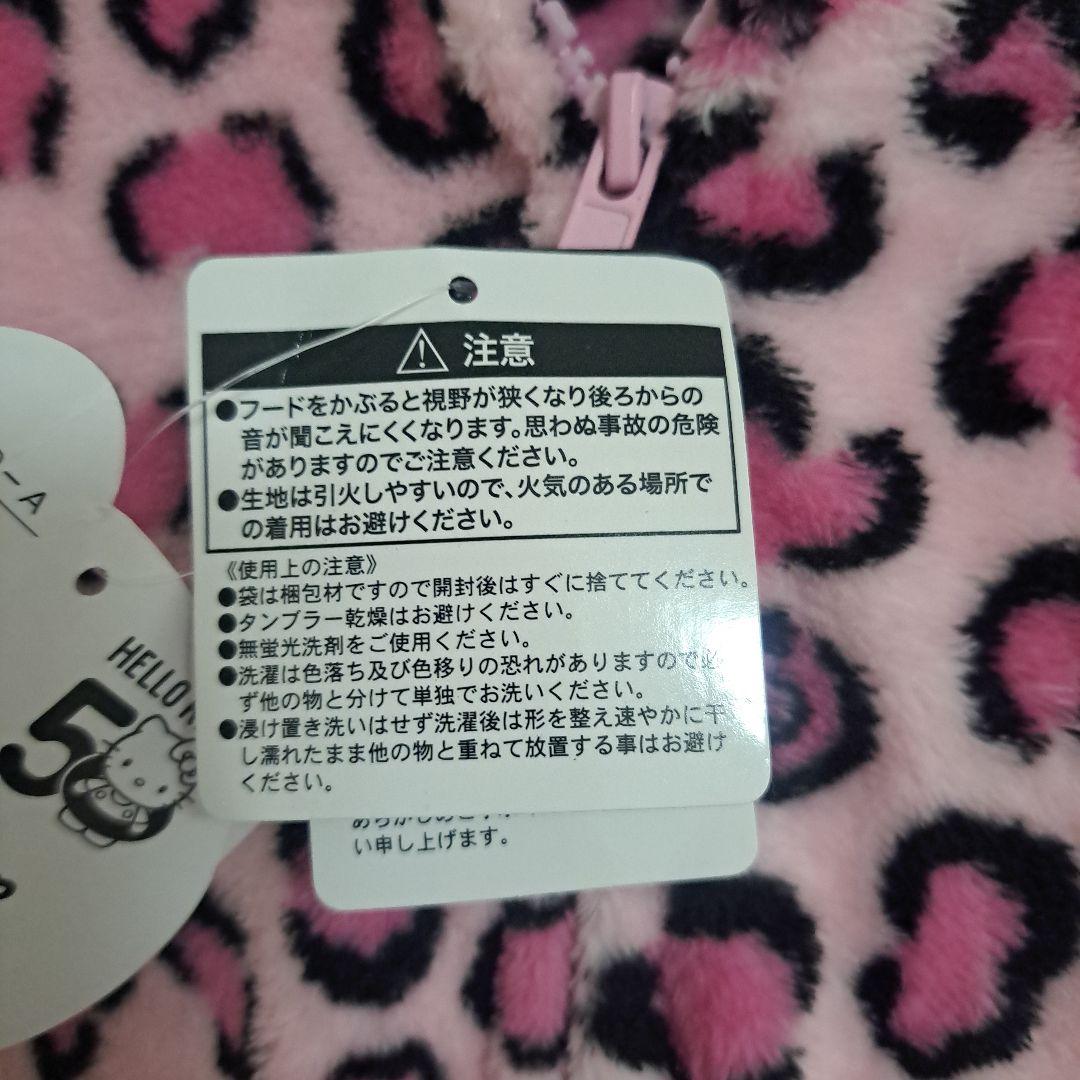 注意
●フードをかぶると視野が狭くなり後ろからの
音が聞こえにくくなります。思わぬ事故の危険
がありますのでご注意ください。
●生地は引火しやすいので、火気のある場所で
の着用はお避けください。
《使用上の注意》
●袋は梱包材ですので開封後はすぐに捨ててください。
●タンブラー乾燥はお避けください。
●無蛍光洗剤をご使用ください。
●洗濯は色落ち及び色移りの恐れがありますので必
ず他の物と分けて単独でお洗いください。
●浸け置き洗いはせず洗濯後は形を整え速やかに干
し濡れたまま他の物と重ねて放置する事はお避け
ください。
い申し上げます。
-A
HELLO
50